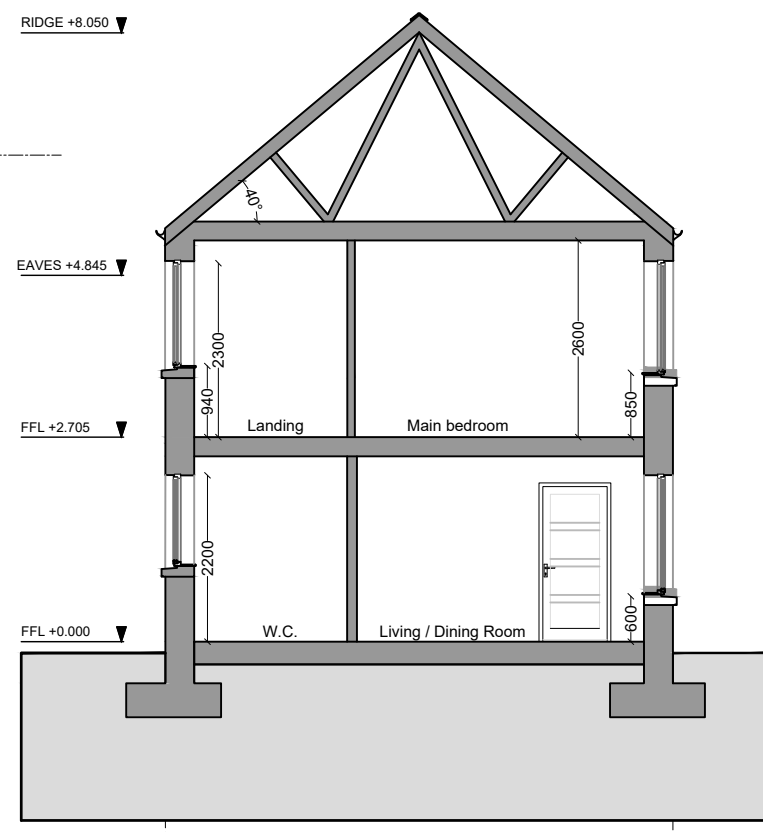 RIDGE +8.050
40°
EAVES +4.845
2300
2600
940
850
FFL +2.705
Landing
Main bedroom
2200
600
FFL +0.000
W.C.
Living / Dining Room